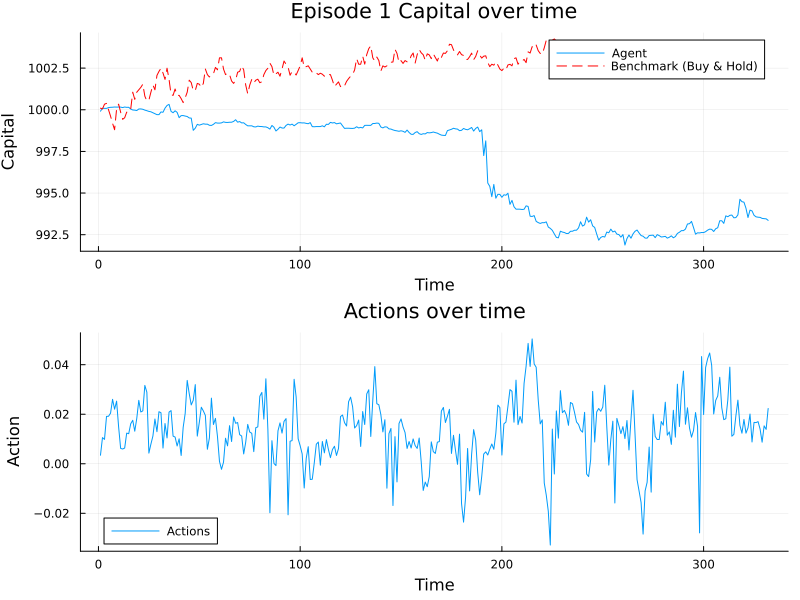 Episode 1 Capital over time
Capital
1002.5
1000.0
997.5
995.0
992.5
Agent
Benchmark (Buy & Hold)
0 100 200 300
Time
Actions over time
Action
0.04
0.02
0.00
−0.02
Actions
0 100 200 300
Time